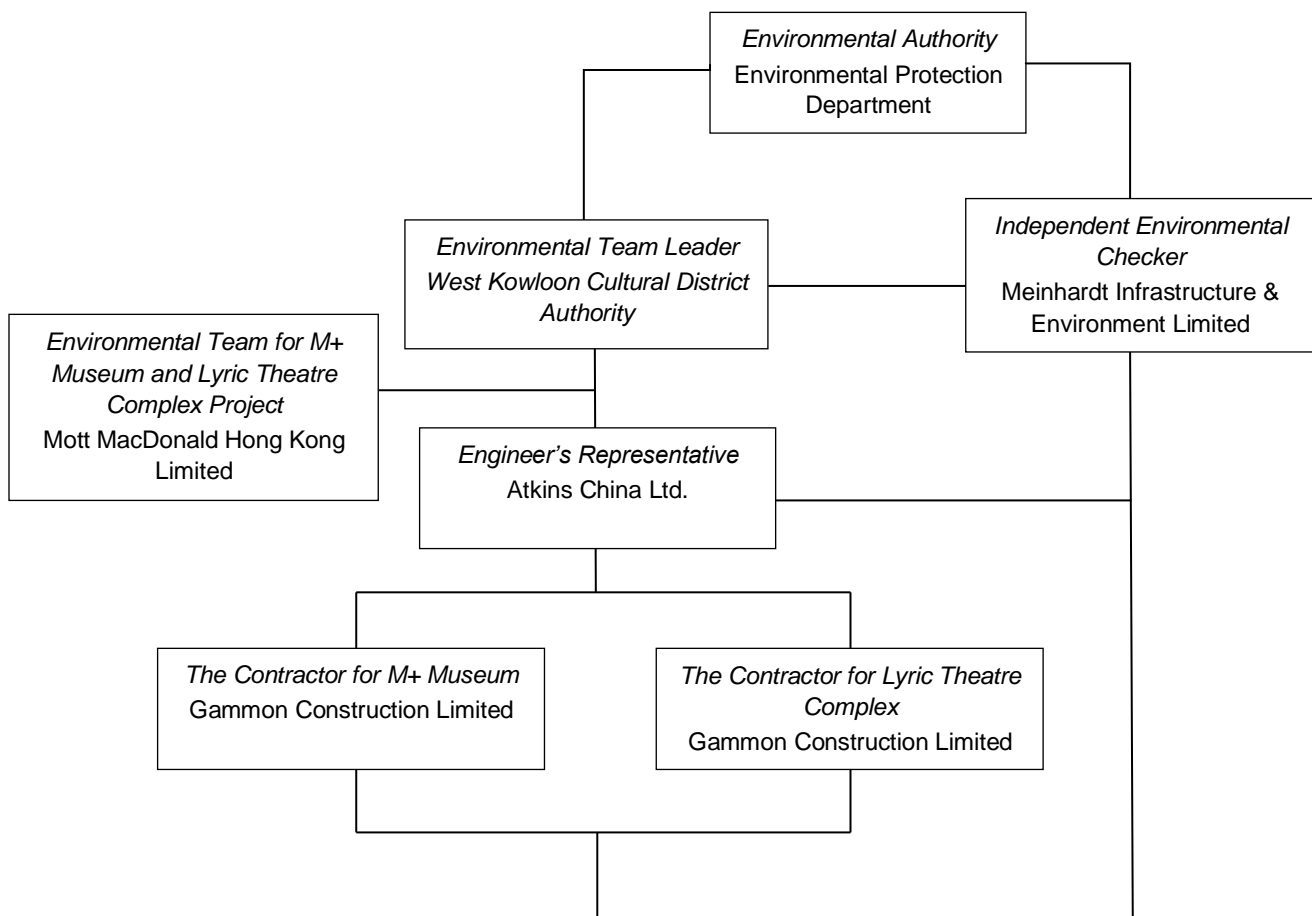 Environmental Authority
Environmental Protection
Department
Environmental Team Leader
West Kowloon Cultural District
Authority
Independent Environmental
Checker
Meinhardt Infrastructure &
Environment Limited
Environmental Team for M+
Museum and Lyric Theatre
Complex Project
Mott MacDonald Hong Kong
Limited
Engineer’s Representative
Atkins China Ltd.
The Contractor for M+ Museum
Gammon Construction Limited
The Contractor for Lyric Theatre
Complex
Gammon Construction Limited